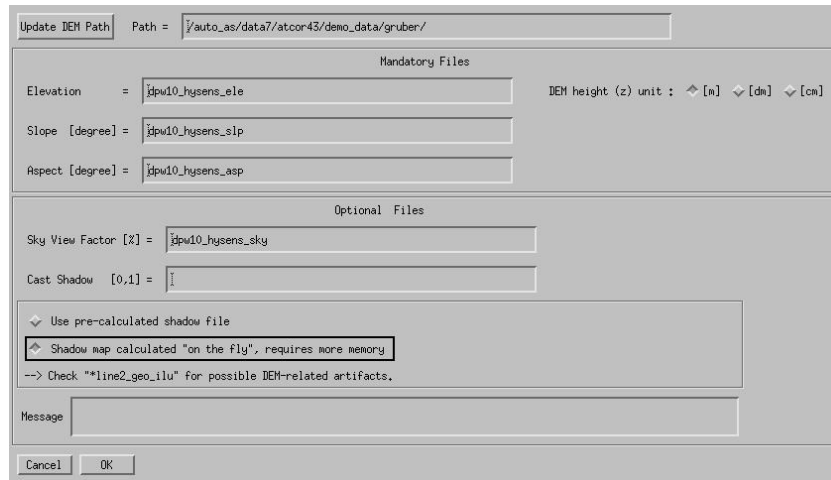 Update DEM Path Path = /auto_as/data7/atcor43/demo_data/gruber/
Mandatory Files
Elevation = dpw10_hysens_ele DEM height (z) unit : [m] [dm] [cm]
Slope [degree] = dpw10_hysens_slp
Aspect [degree] = dpw10_hysens_asp
Optional Files
Sky View Factor [%] = dpw10_hysens_sky
Cast Shadow [0,1] =
Use pre-calculated shadow file
Shadow map calculated "on the fly", requires more memory
--> Check "*line2_geo_ilu" for possible DEM-related artifacts.
Message
Cancel OK